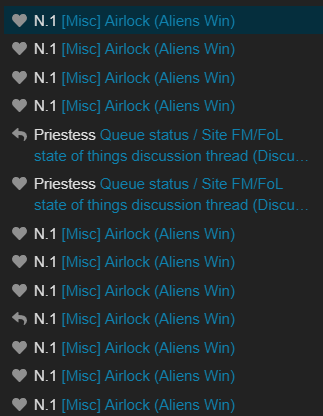 N.1 [Misc] Airlock (Aliens Win)
N.1 [Misc] Airlock (Aliens Win)
N.1 [Misc] Airlock (Aliens Win)
N.1 [Misc] Airlock (Aliens Win)
Priestess Queue status / Site FM/FoL
state of things discussion thread (Discu...
Priestess Queue status / Site FM/FoL
state of things discussion thread (Discu...
N.1 [Misc] Airlock (Aliens Win)
N.1 [Misc] Airlock (Aliens Win)
N.1 [Misc] Airlock (Aliens Win)
N.1 [Misc] Airlock (Aliens Win)
N.1 [Misc] Airlock (Aliens Win)
N.1 [Misc] Airlock (Aliens Win)
N.1 [Misc] Airlock (Aliens Win)